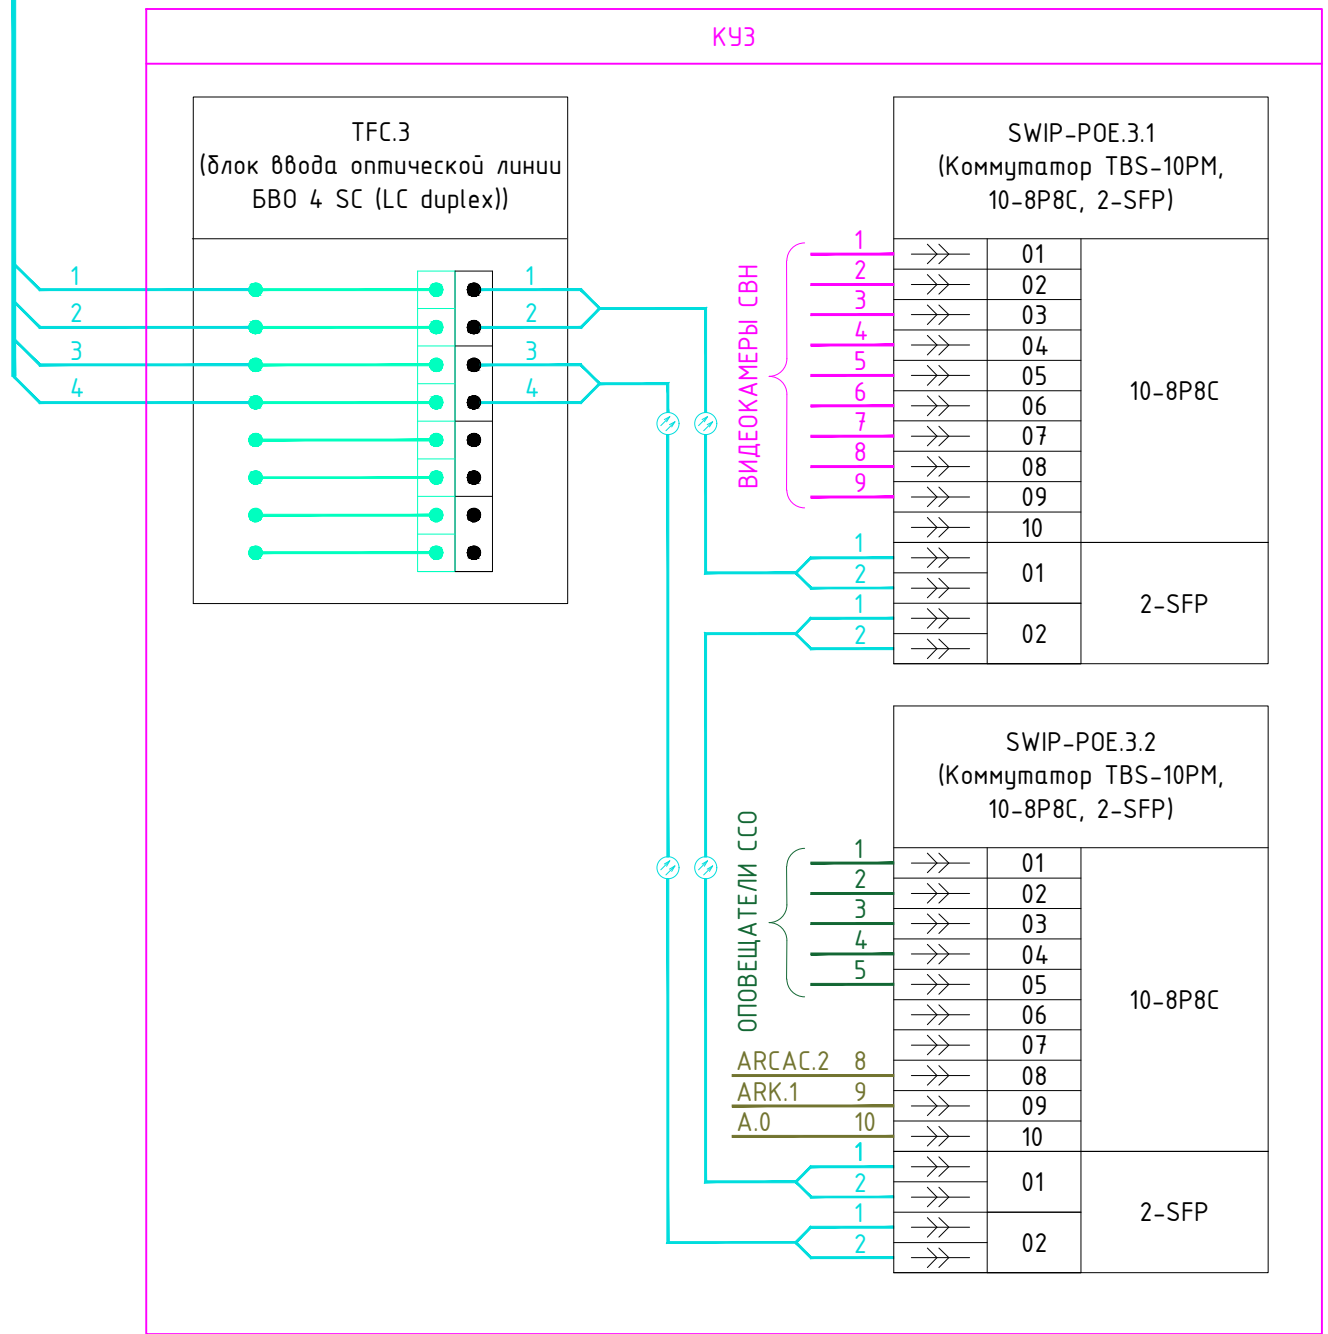 КУЗ
TFC.3
(блок ввода оптической линии
БВО 4 SC (LC duplex))
1
2
3
4
1
2
3
4
SWIP-POE.3.1
(Коммутатор TBS-10PM,
10-8P8C, 2-SFP)
ВИДЕОКАМЕРЫ СВН
1
2
3
4
5
6
7
8
9
01
02
03
04
05
06
07
08
09
10
10-8P8C
1
2
1
2
01
02
2-SFP
SWIP-POE.3.2
(Коммутатор TBS-10PM,
10-8P8C, 2-SFP)
ОПОВЕЩАТЕЛИ ССО
1
2
3
4
5
ARCAC.2 8
ARK.1 9
A.0 10
01
02
03
04
05
06
07
08
09
10
10-8P8C
1
2
1
2
01
02
2-SFP